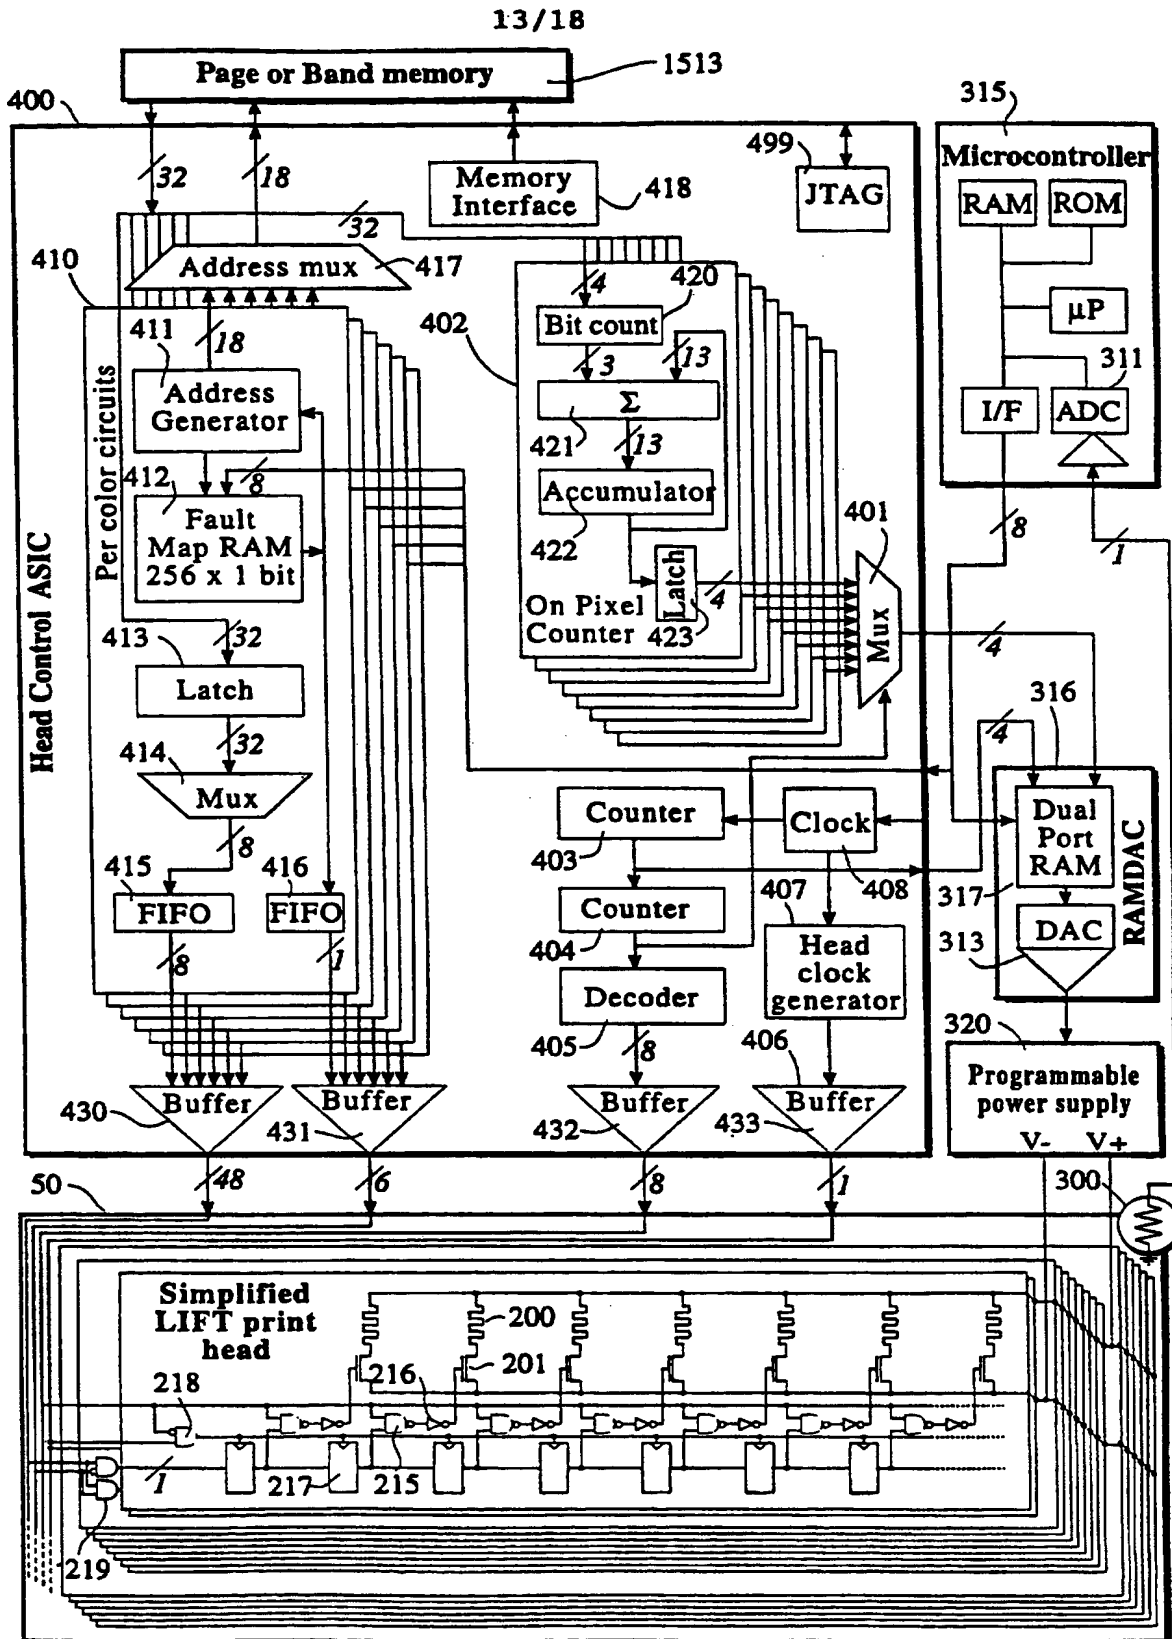 13/18
Page or Band memory
1513
400
315
32
18
Memory
Interface
418
499
JTAG
Microcontroller
RAM
ROM
32
410
Address mux
417
4
420
Bit count
µP
411
18
402
3
13
311
Per color circuits
Address
Generator
Σ
421
13
I/F
ADC
412
8
Accumulator
422
401
8
1
Fault
Map RAM
256 x 1 bit
Latch
4
On Pixel
Counter
423
Mux
Head Control ASIC
413
32
4
Latch
316
32
4
414
Mux
Counter
Clock
Dual
Port
RAM
8
403
408
317
RAMDAC
415
416
407
FIFO
FIFO
Counter
404
DAC
8
1
Head
clock
generator
313
Decoder
320
405
8
406
Programmable
power supply
Buffer
Buffer
Buffer
Buffer
430
431
432
433
V-
V+
50
48
6
8
1
300
Simplified
LIFT print
head
200
201
216
218
1
217
215
219